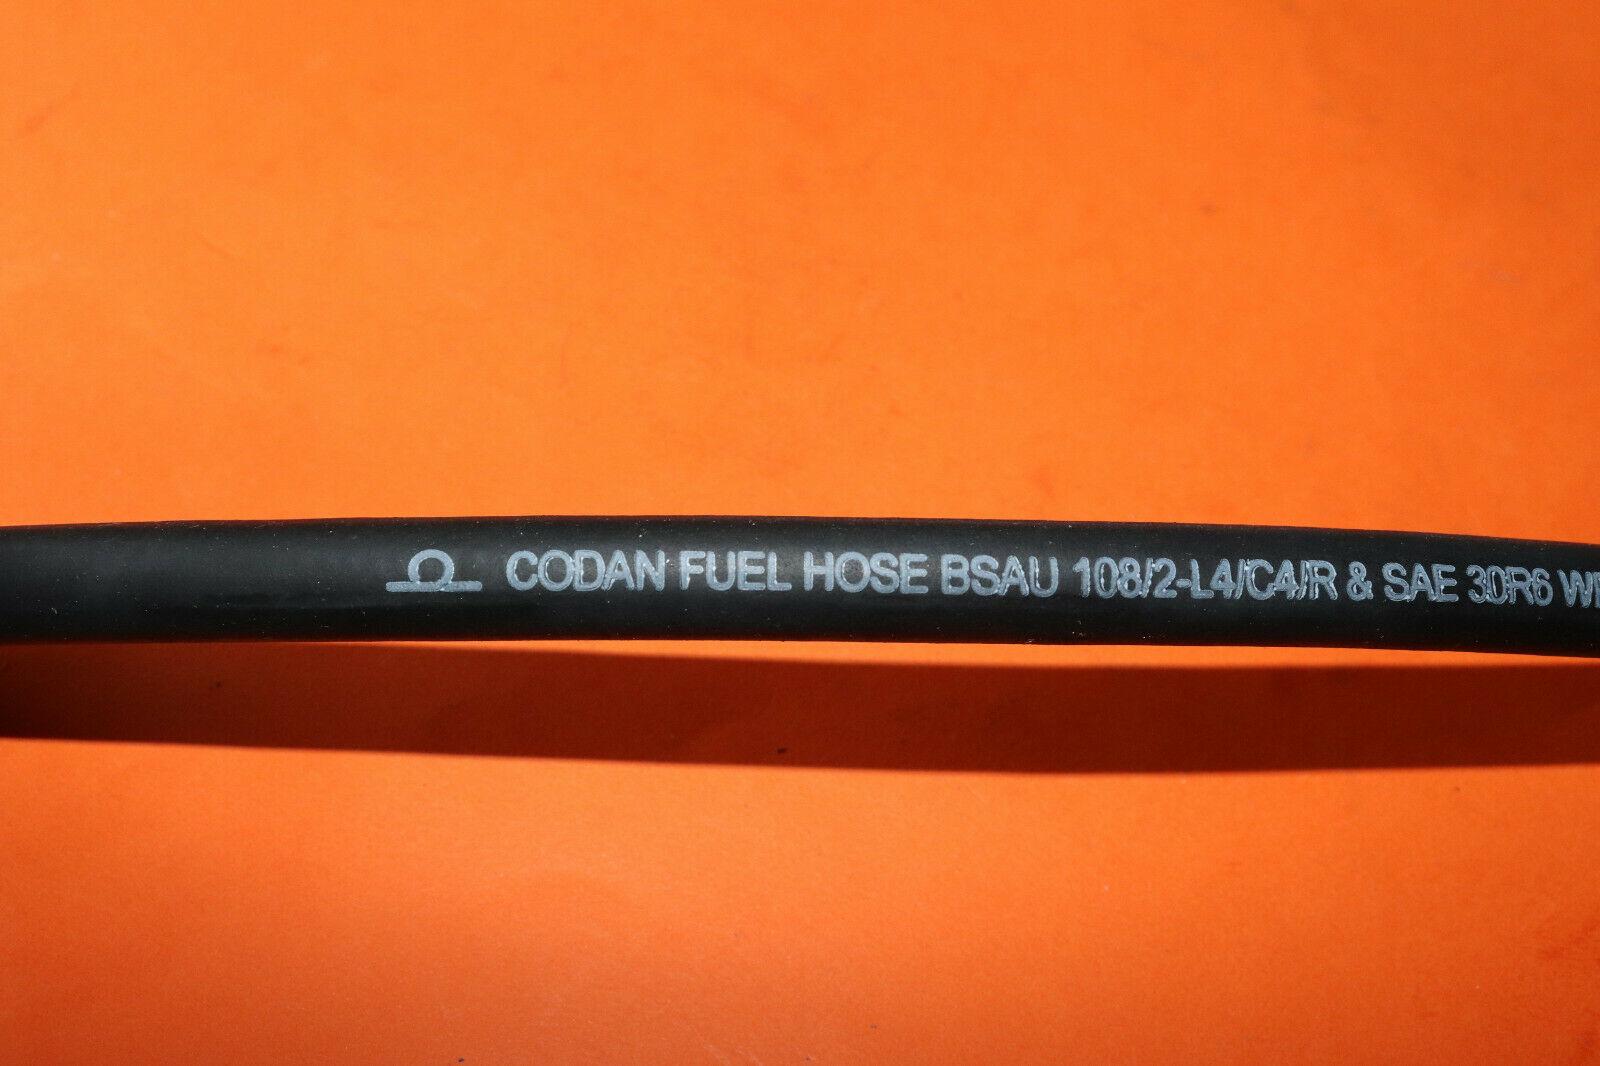 CODAN FUEL HOSE BSAU 108/2-L4/C4/R & SAE 30R6